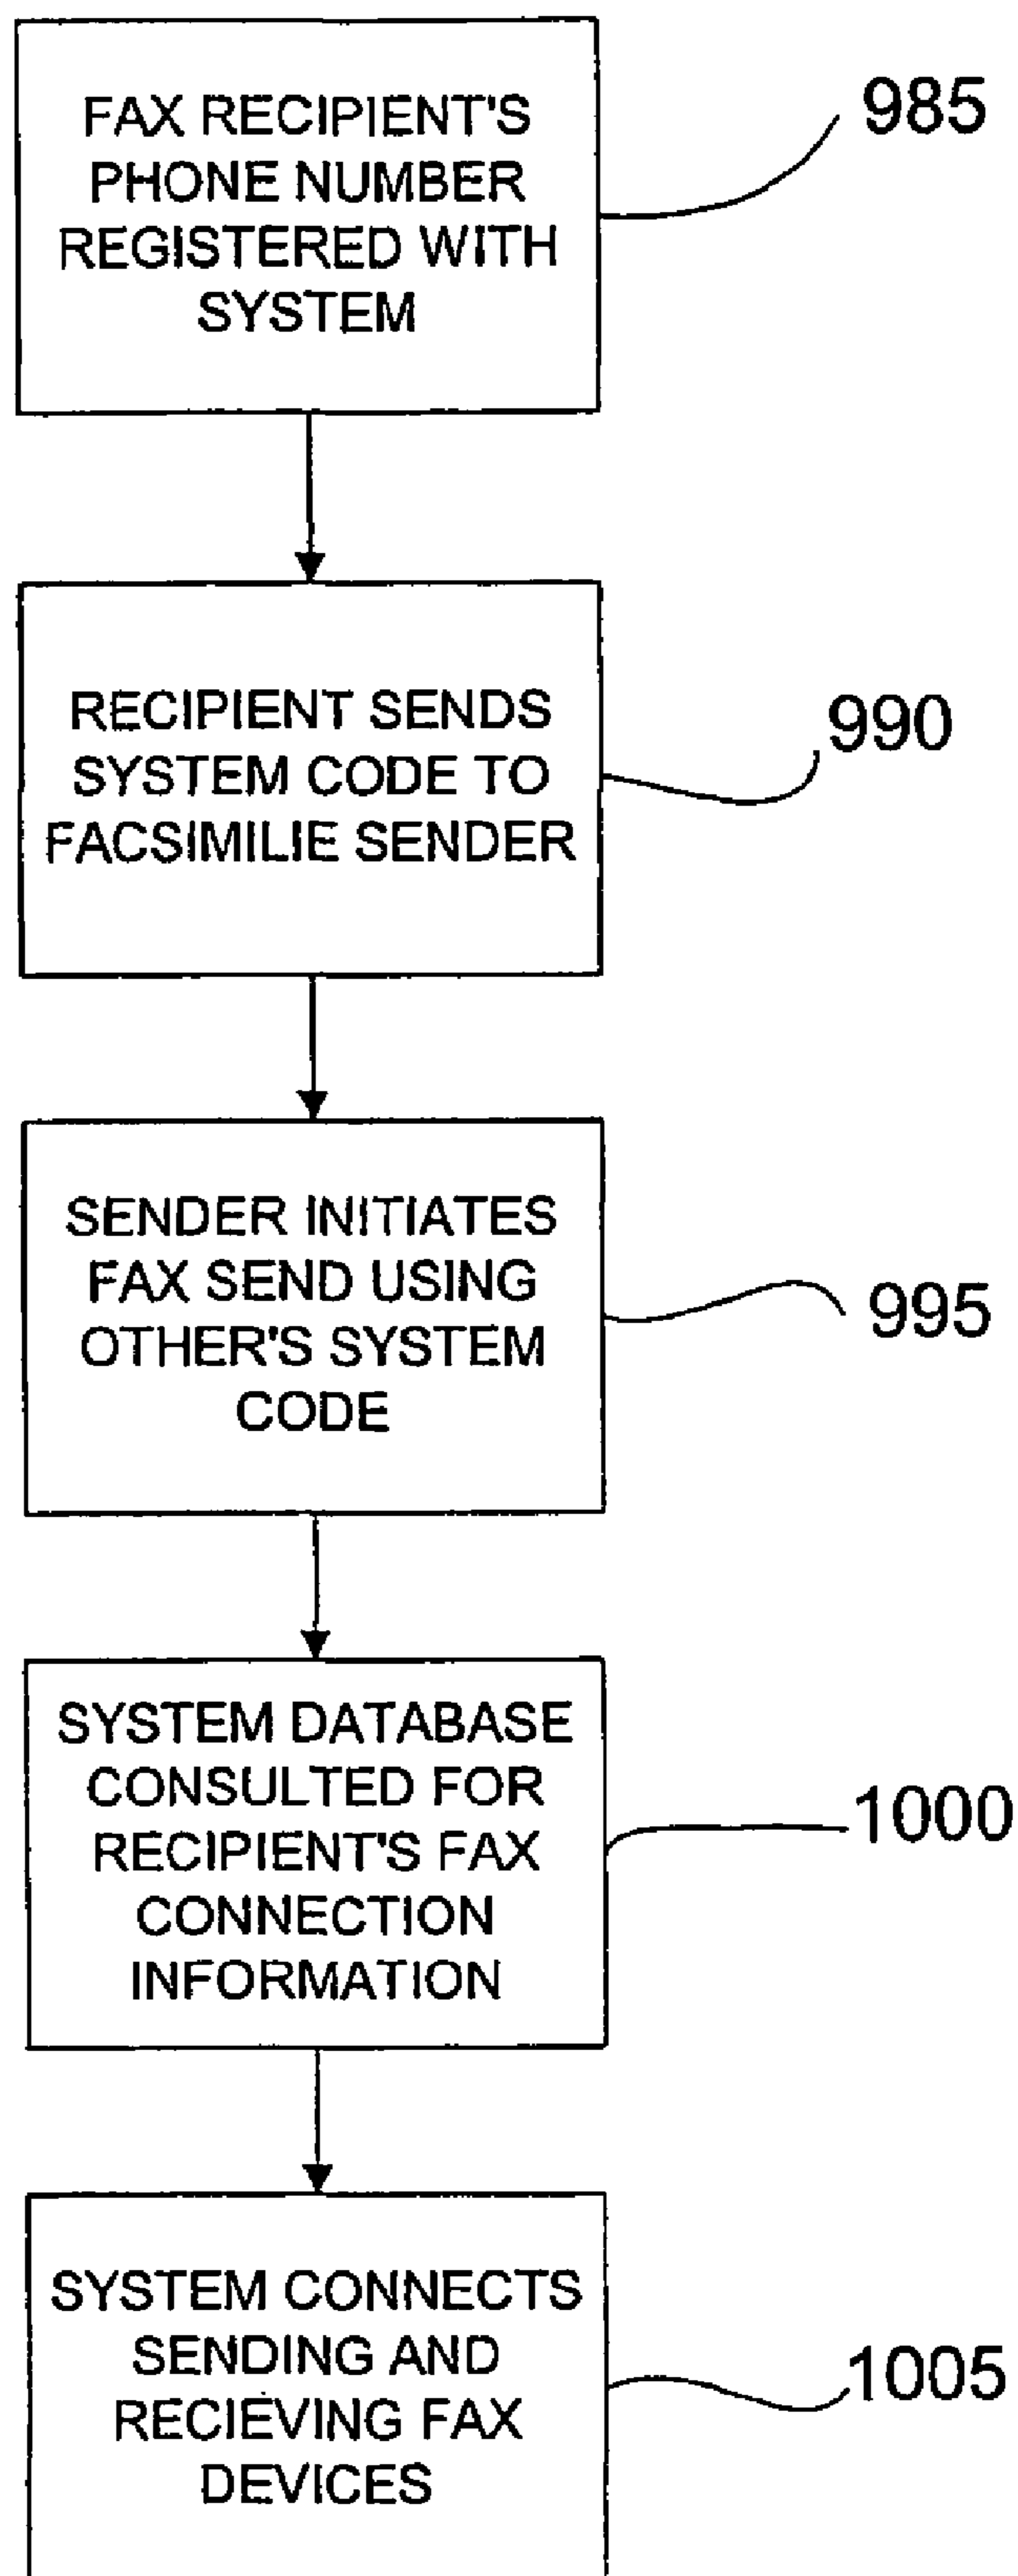 FAX RECIPIENT'S
PHONE NUMBER
REGISTERED WITH
SYSTEM
985
RECIPIENT SENDS
SYSTEM CODE TO
FACSIMILIE SENDER
990
SENDER INITIATES
FAX SEND USING
OTHER'S SYSTEM
CODE
995
SYSTEM DATABASE
CONSULTED FOR
RECIPIENT'S FAX
CONNECTION
INFORMATION
1000
SYSTEM CONNECTS
SENDING AND
RECIEVING FAX
DEVICES
1005